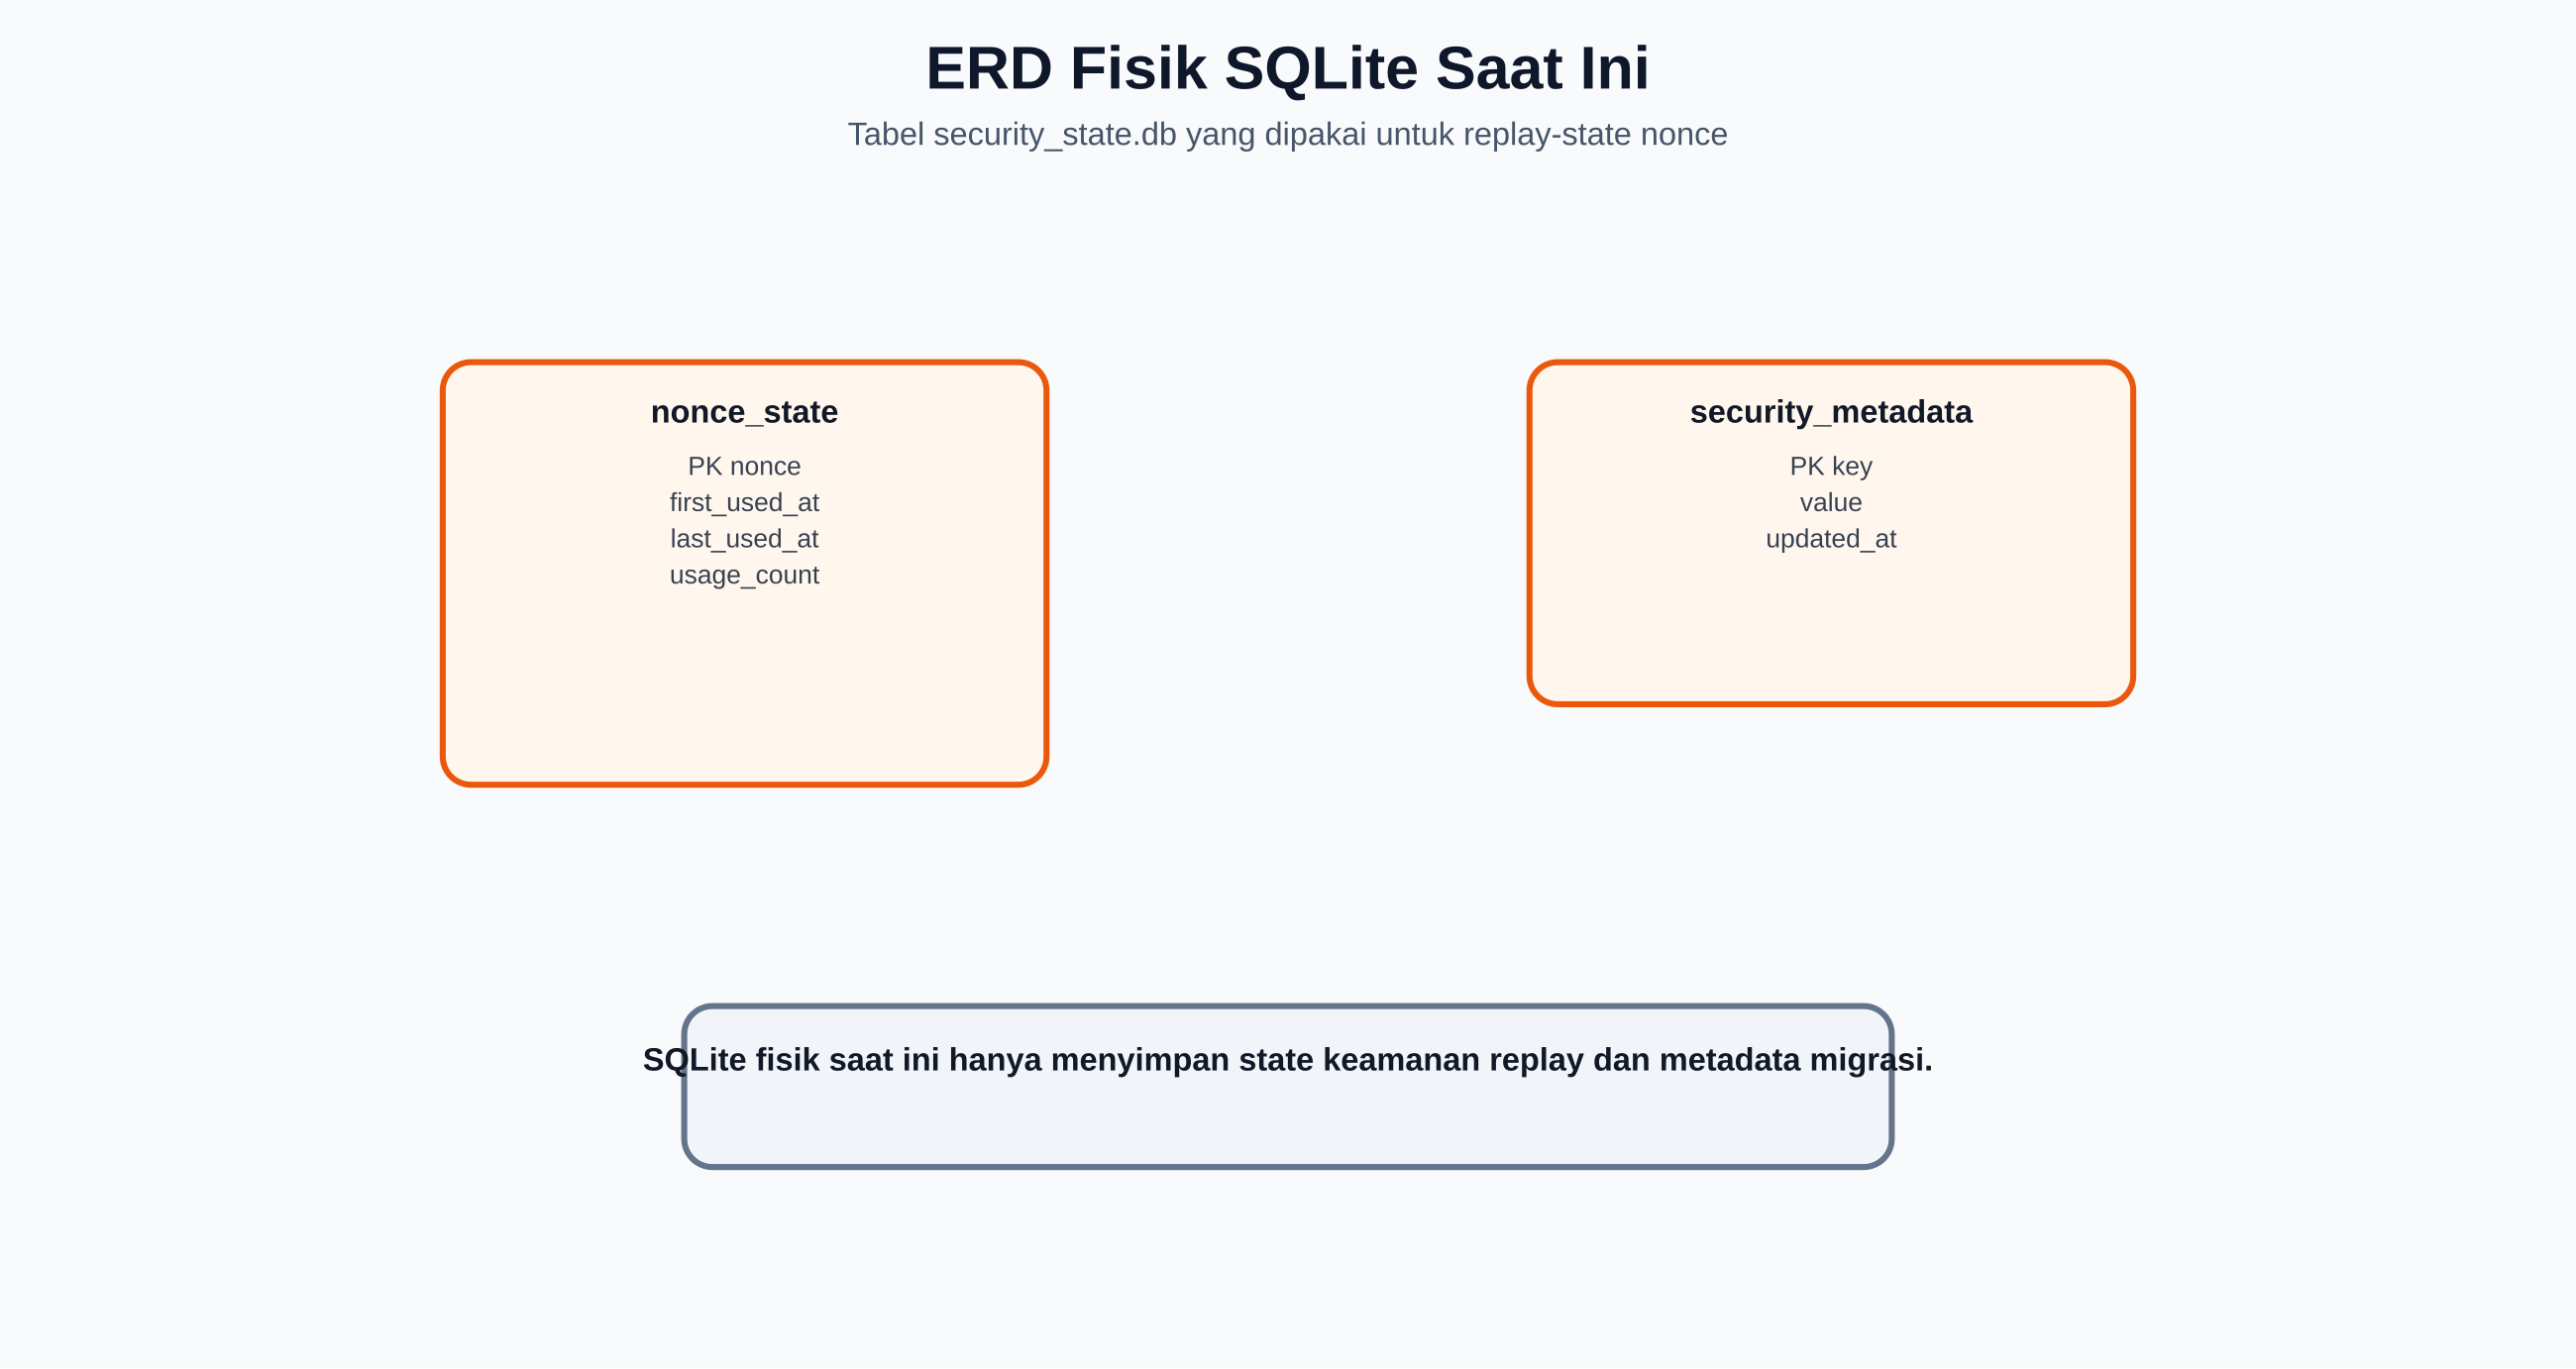 ERD Fisik SQLite Saat Ini
Tabel security_state.db yang dipakai untuk replay-state nonce
nonce_state
PK nonce
first_used_at
last_used_at
usage_count
security_metadata
PK key
value
updated_at
SQLite fisik saat ini hanya menyimpan state keamanan replay dan metadata migrasi.